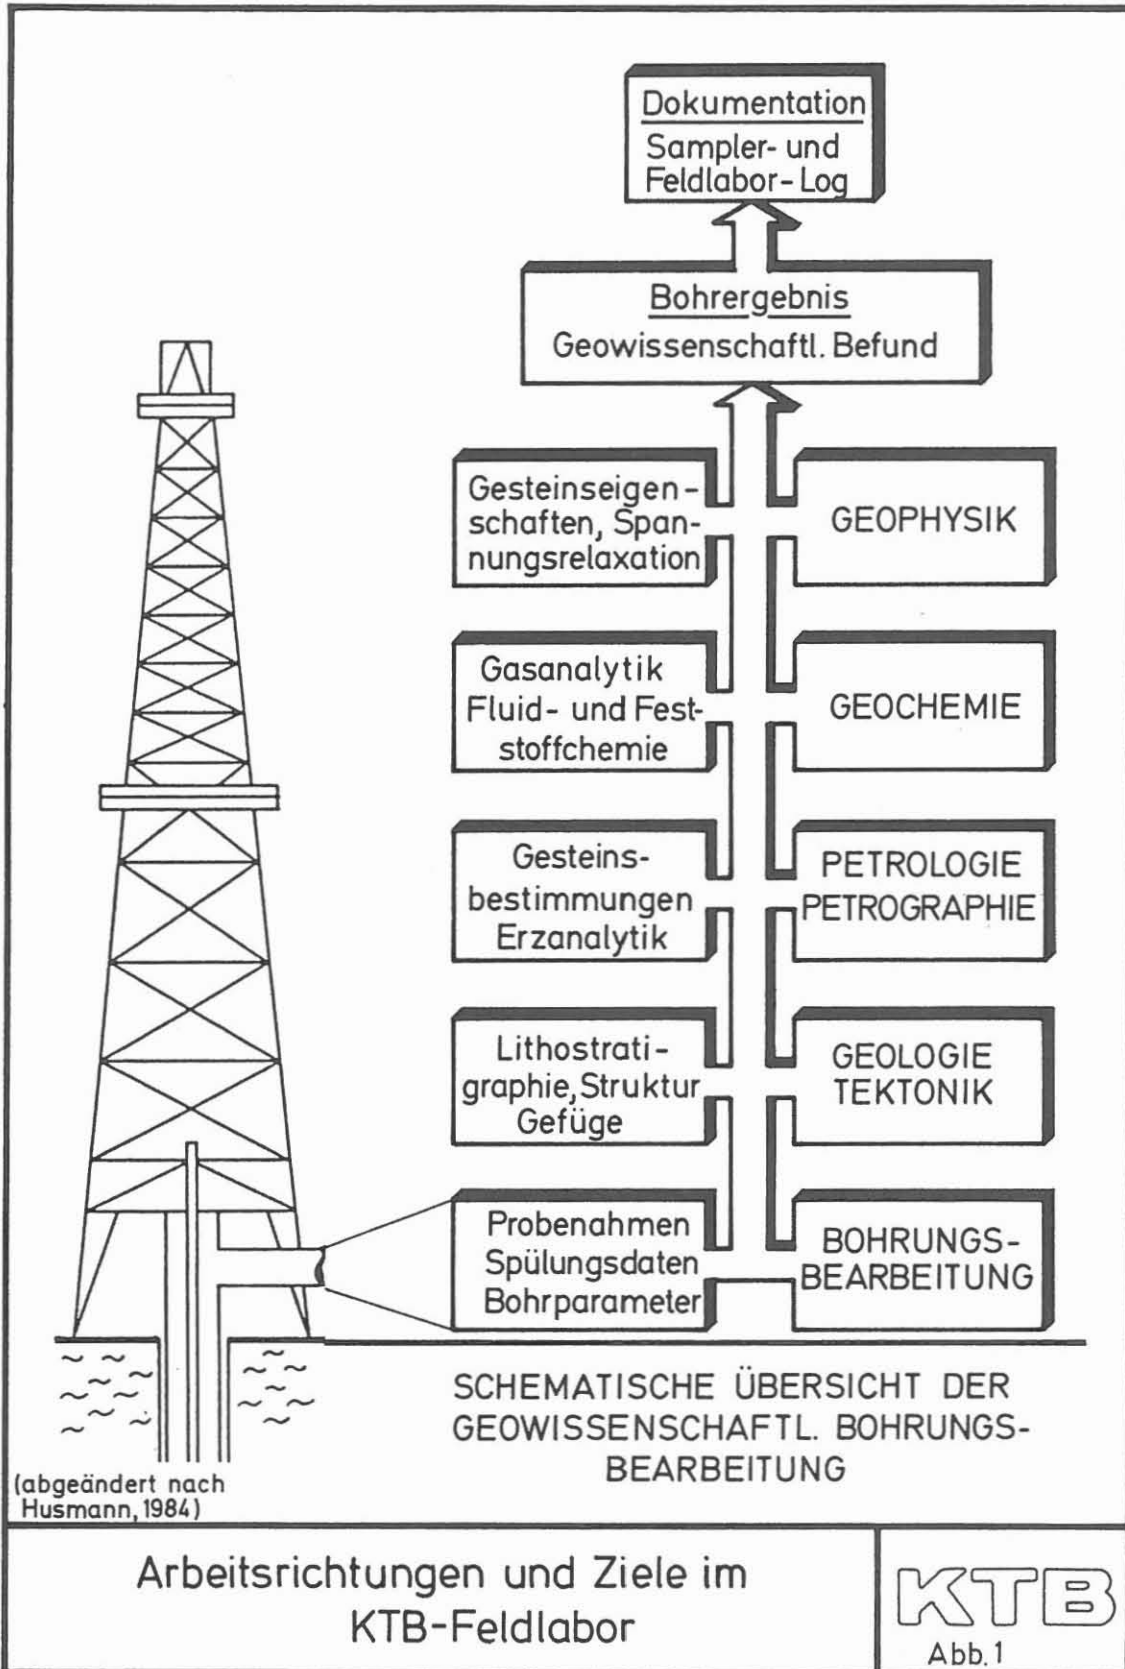 Dokumentation
Sampler- und
Feldlabor-Log
Bohrergebnis
Geowissenschaftl. Befund
Gesteinseigen-
schaften, Span-
nungsrelaxation
GEOPHYSIK
Gasanalytik
Fluid- und Fest-
stoffchemie
GEOCHEMIE
Gesteins-
bestimmungen
Erzanalytik
PETROLOGIE
PETROGRAPHIE
Lithostrati-
graphie, Struktur
Gefüge
GEOLOGIE
TEKTONIK
Probenahmen
Spülungsdaten
Bohrparameter
BOHRUNGS-
BEARBEITUNG
SCHEMATISCHE ÜBERSICHT DER
GEOWISSENSCHAFTL. BOHRUNGS-
BEARBEITUNG
(abgeändert nach
Husmann, 1984)
Arbeitsrichtungen und Ziele im
KTB-Feldlabor
KTB
Abb. 1